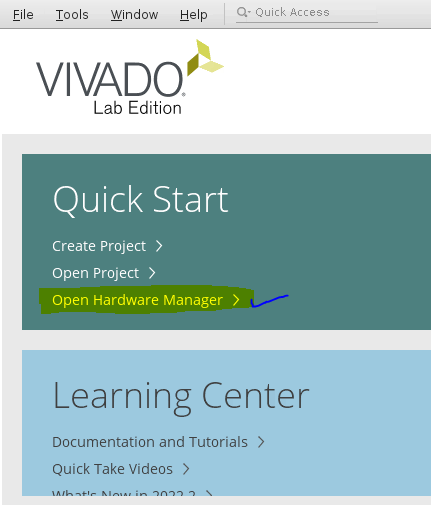 File Tools Window Help Quick Access
VIVADO
Lab Edition
Quick Start
Create Project
Open Project
Open Hardware Manager
Learning Center
Documentation and Tutorials
Quick Take Videos
What's New in 2022.2